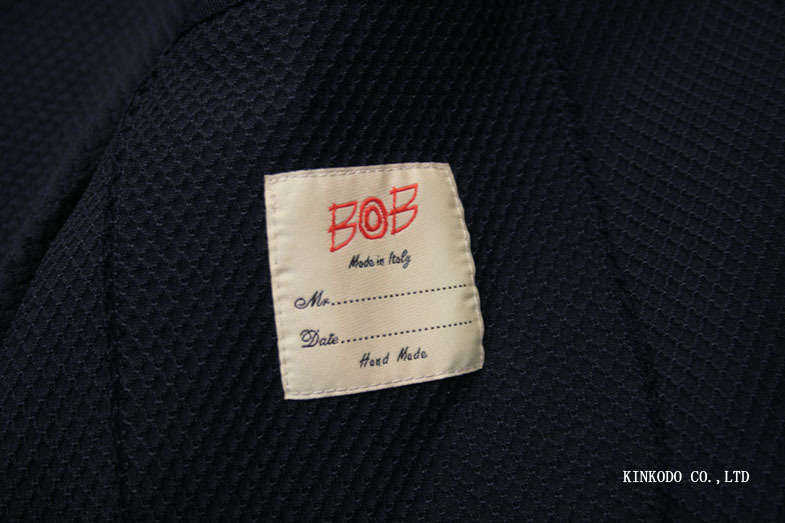 BOB
Made in Italy
Mr.......................
Date.......................
Hand Made
KINKODO CO.,LTD